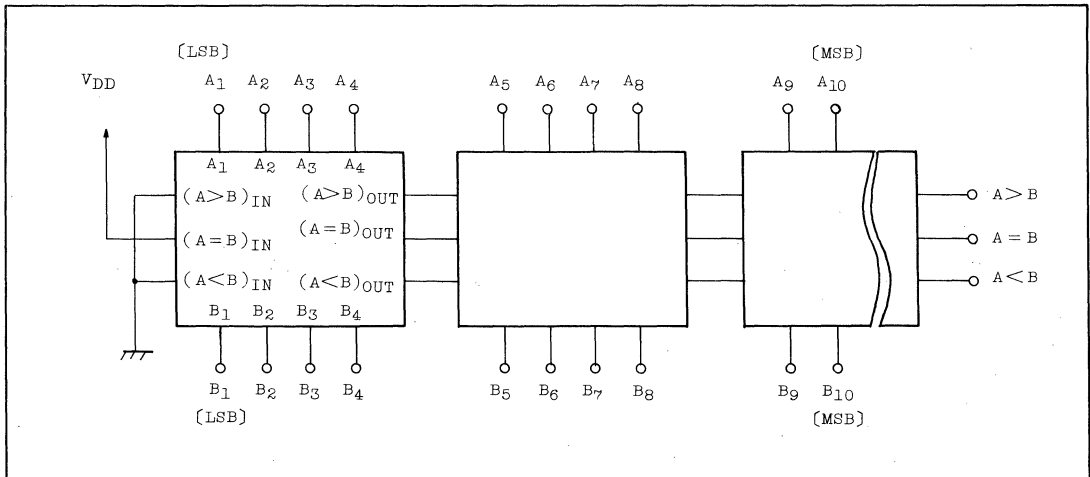 [LSB] [MSB]
VDD A1 A2 A3 A4 A5 A6 A7 A8 A9 A10
A1 A2 A3 A4
(A>B)IN (A>B)OUT A>B
(A=B)IN (A=B)OUT A=B
(A<B)IN (A<B)OUT A<B
B1 B2 B3 B4
B1 B2 B3 B4 B5 B6 B7 B8 B9 B10
[LSB] [MSB]